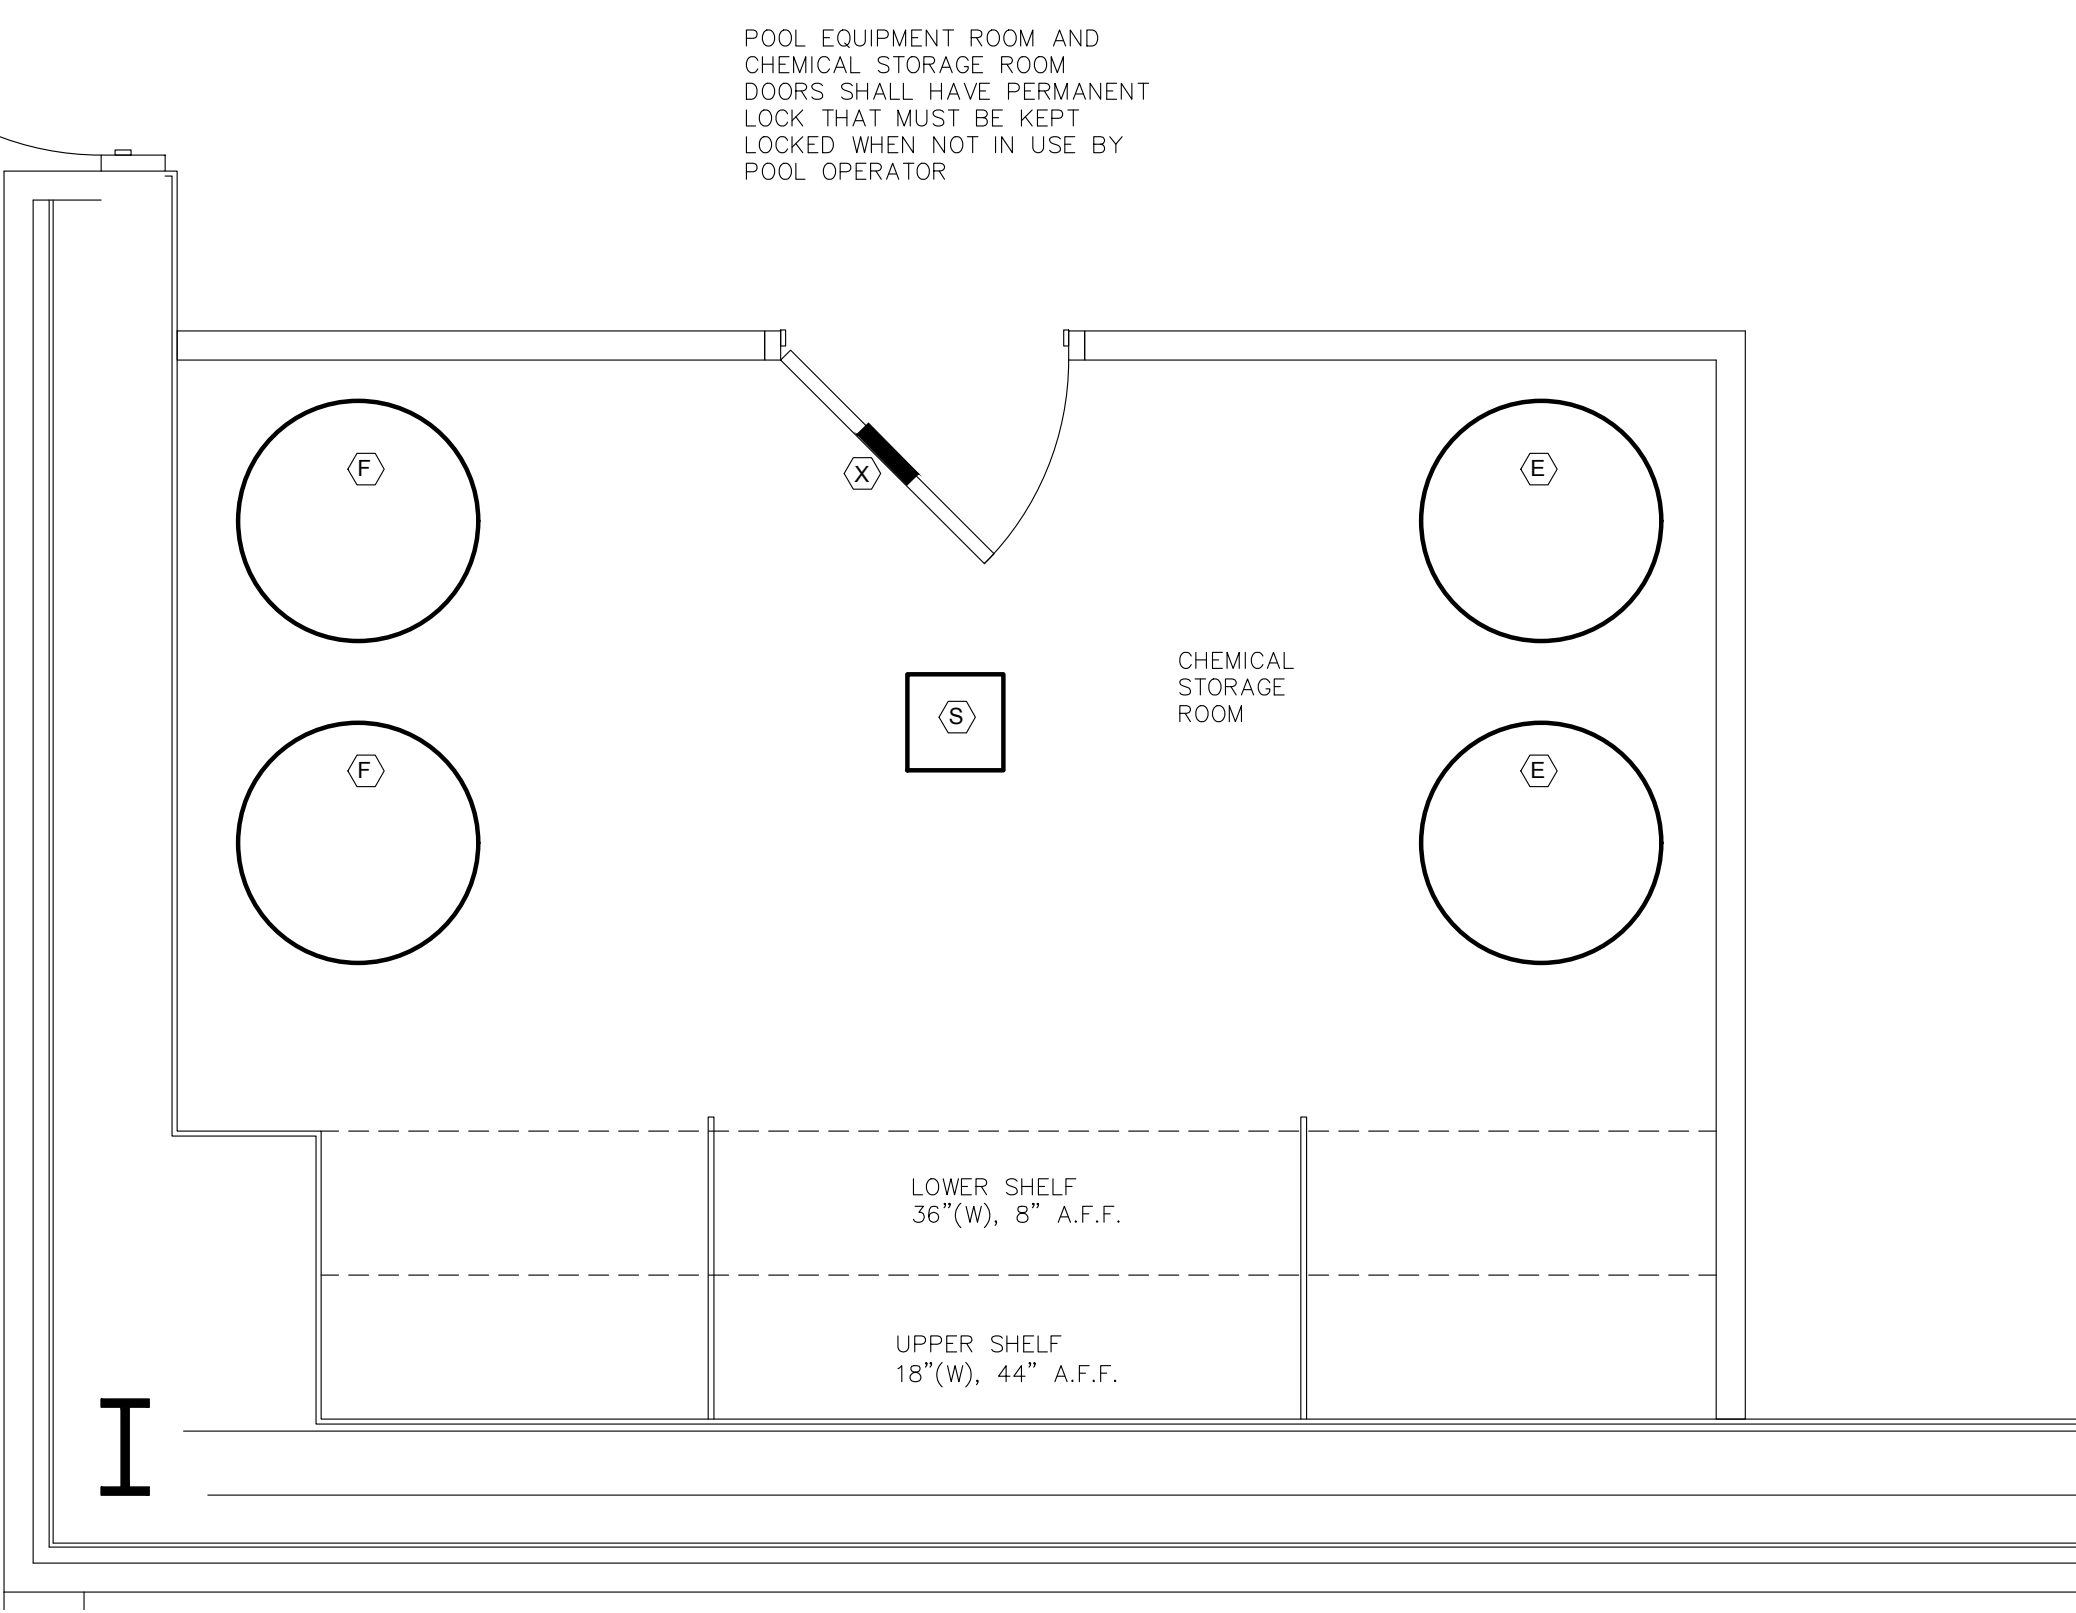 POOL EQUIPMENT ROOM AND
CHEMICAL STORAGE ROOM
DOORS SHALL HAVE PERMANENT
LOCK THAT MUST BE KEPT
LOCKED WHEN NOT IN USE BY
POOL OPERATOR
F
X
E
CHEMICAL
STORAGE
ROOM
S
F
E
LOWER SHELF
36”(W), 8” A.F.F.
UPPER SHELF
18”(W), 44” A.F.F.